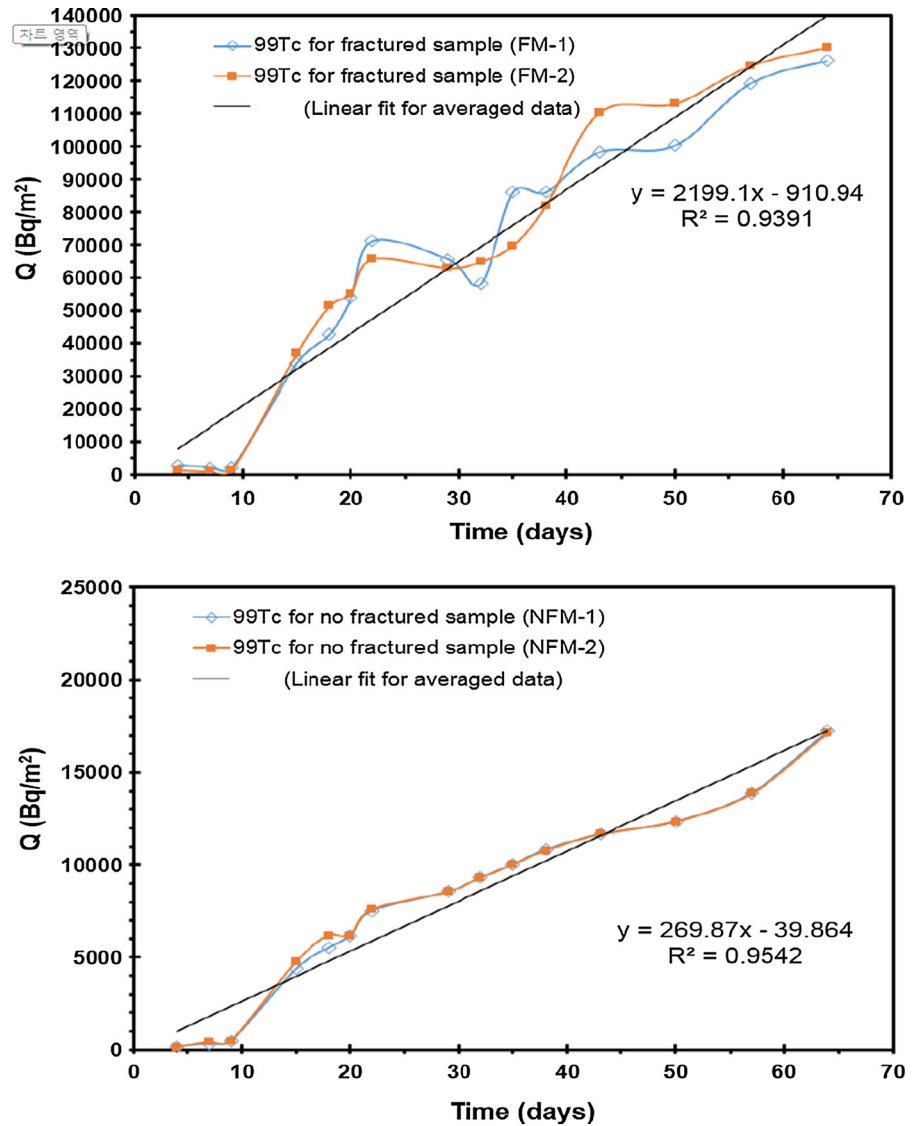 차트 영역
140000
130000
120000
110000
100000
90000
80000
70000
60000
50000
40000
30000
20000
10000
0
Q (Bq/m²)
99Tc for fractured sample (FM-1)
99Tc for fractured sample (FM-2)
(Linear fit for averaged data)
y = 2199.1x - 910.94
R² = 0.9391
0 10 20 30 40 50 60 70
Time (days)
25000
20000
15000
10000
5000
0
Q (Bq/m²)
99Tc for no fractured sample (NFM-1)
99Tc for no fractured sample (NFM-2)
(Linear fit for averaged data)
y = 269.87x - 39.864
R² = 0.9542
0 10 20 30 40 50 60 70
Time (days)